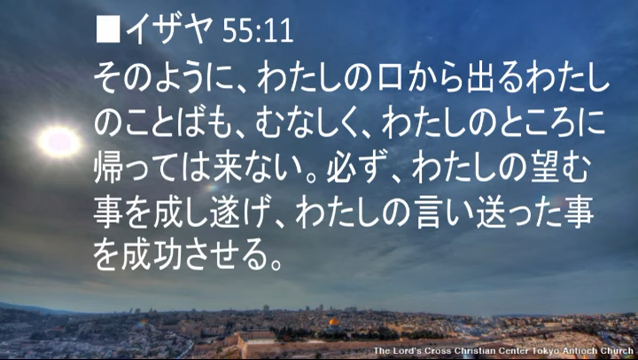 ■イザヤ 55:11
そのように、わたしの口から出るわたし
のことばも、むなしく、わたしのところに
帰っては来ない。必ず、わたしの望む
事を成し遂げ、わたしの言い送った事
を成功させる。
The Lord's Cross Christian Center Tokyo Antioch Church